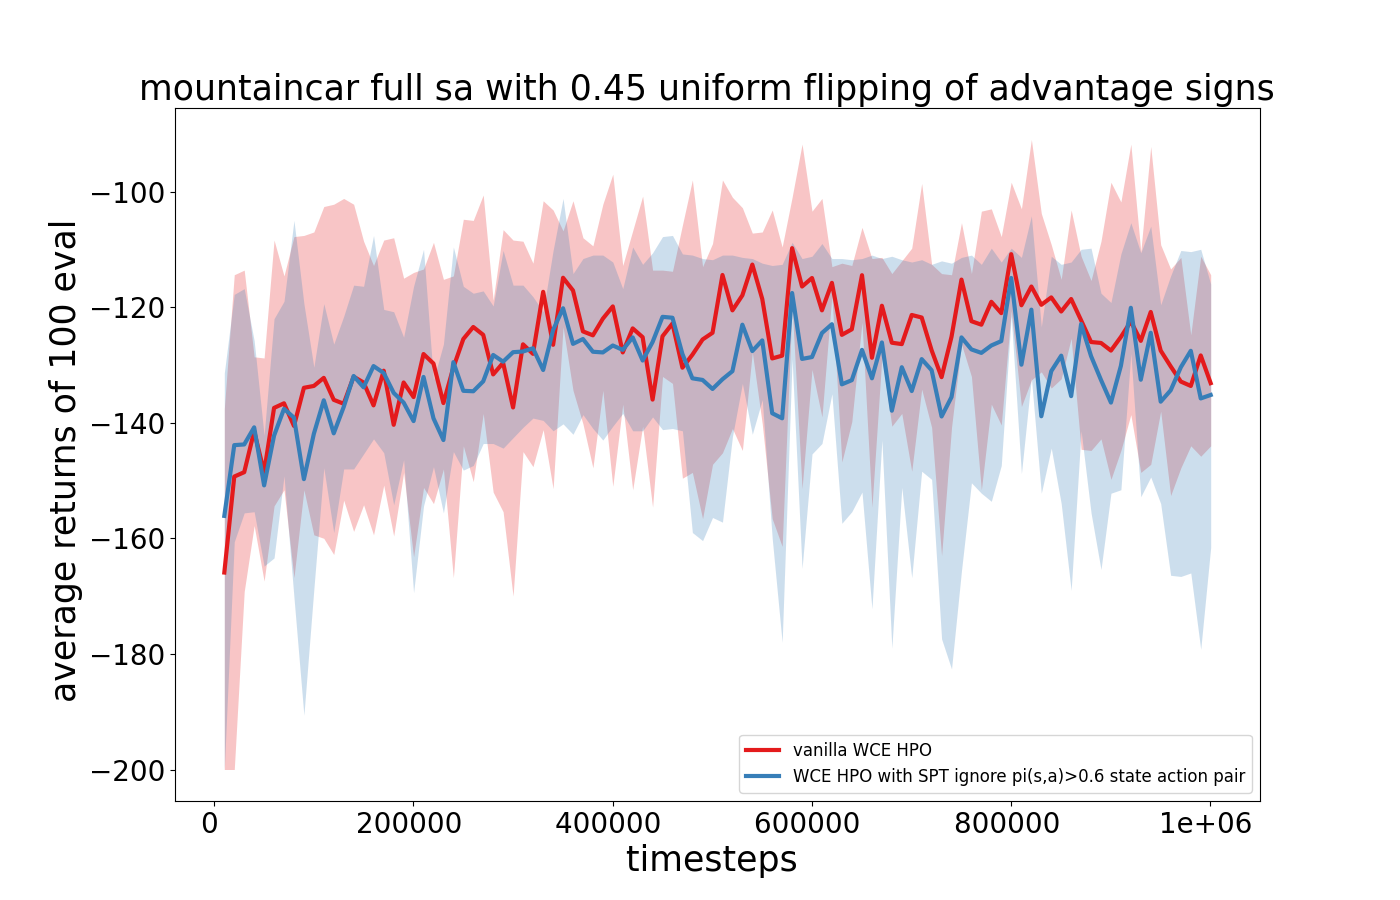 mountaincar full sa with 0.45 uniform flipping of advantage signs
average returns of 100 eval
−100
−120
−140
−160
−180
−200
vanilla WCE HPO
WCE HPO with SPT ignore pi(s,a)>0.6 state action pair
0 200000 400000 600000 800000 1e+06
timesteps